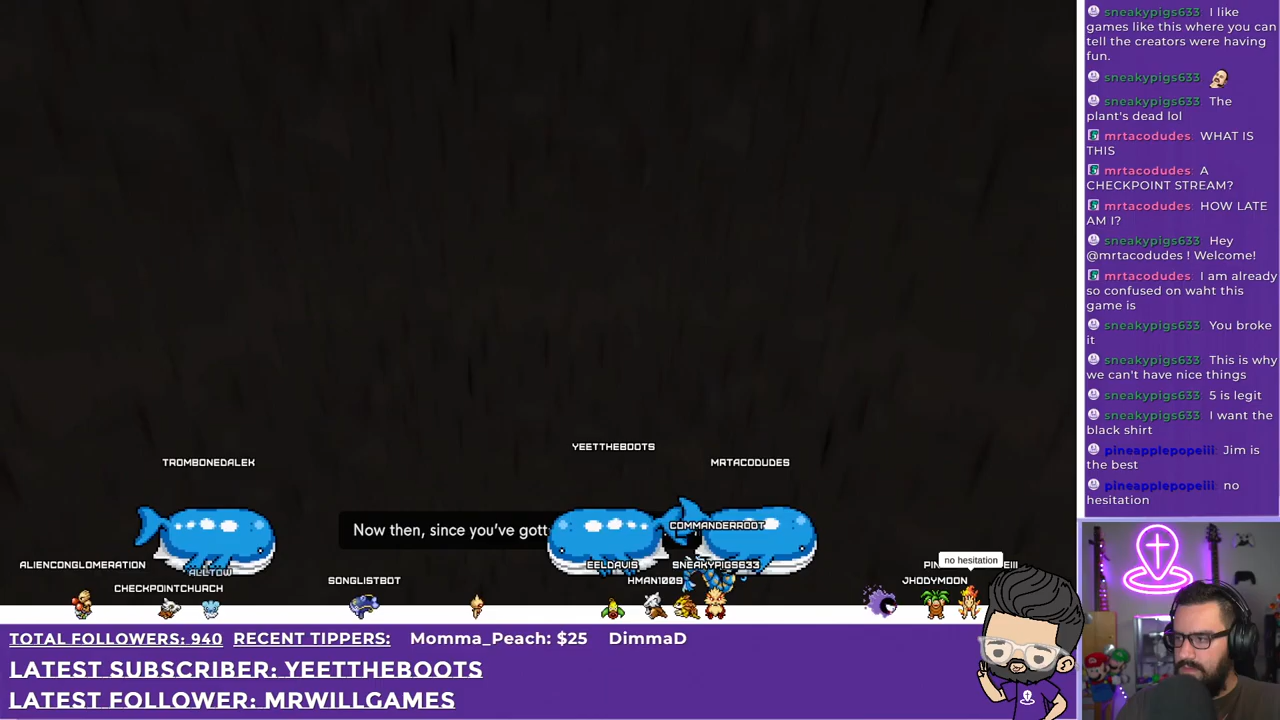 sneakypigs633 I like
games like this where you can
tell the creators were having
fun.
sneakypigs633
sneakypigs633 The
plant's dead lol
mrtacodudes WHAT IS
THIS
mrtacodudes A
CHECKPOINT STREAM?
mrtacodudes HOW LATE
AM I?
sneakypigs633 Hey
@mrtacodudes ! Welcome!
mrtacodudes I am already
so confused on waht this
game is
sneakypigs633 You broke
it
sneakypigs633 This is why
we can't have nice things
sneakypigs633 5 is legit
sneakypigs633 I want the
black shirt
pineapplepopeiii Jim is
the best
pineapplepopeiii no
hesitation
YEETTHEBOOTS
TROMBONEDALEK
MRTACODUDES
COMMANDERROOT
Now then, since you've gott
ALIENCONGLOMERATION
ALLTOW
CHECKPOINTCHURCH
SONGLISTBOT
EELDAVIS
SNEAKYPIGS633
HMAN1009
no hesitation
JHODYMOON
TOTAL FOLLOWERS: 940 RECENT TIPPERS: Momma_Peach: $25 DimmaD
LATEST SUBSCRIBER: YEETTHEBOOTS
LATEST FOLLOWER: MRWILLGAMES